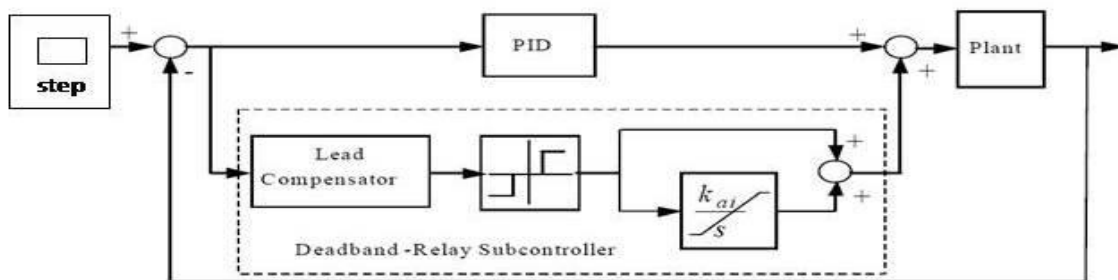 +
-
step
PID
+
+
Plant
Lead
Compensator
+
+
k_ai
s
Deadband -Relay Subcontroller